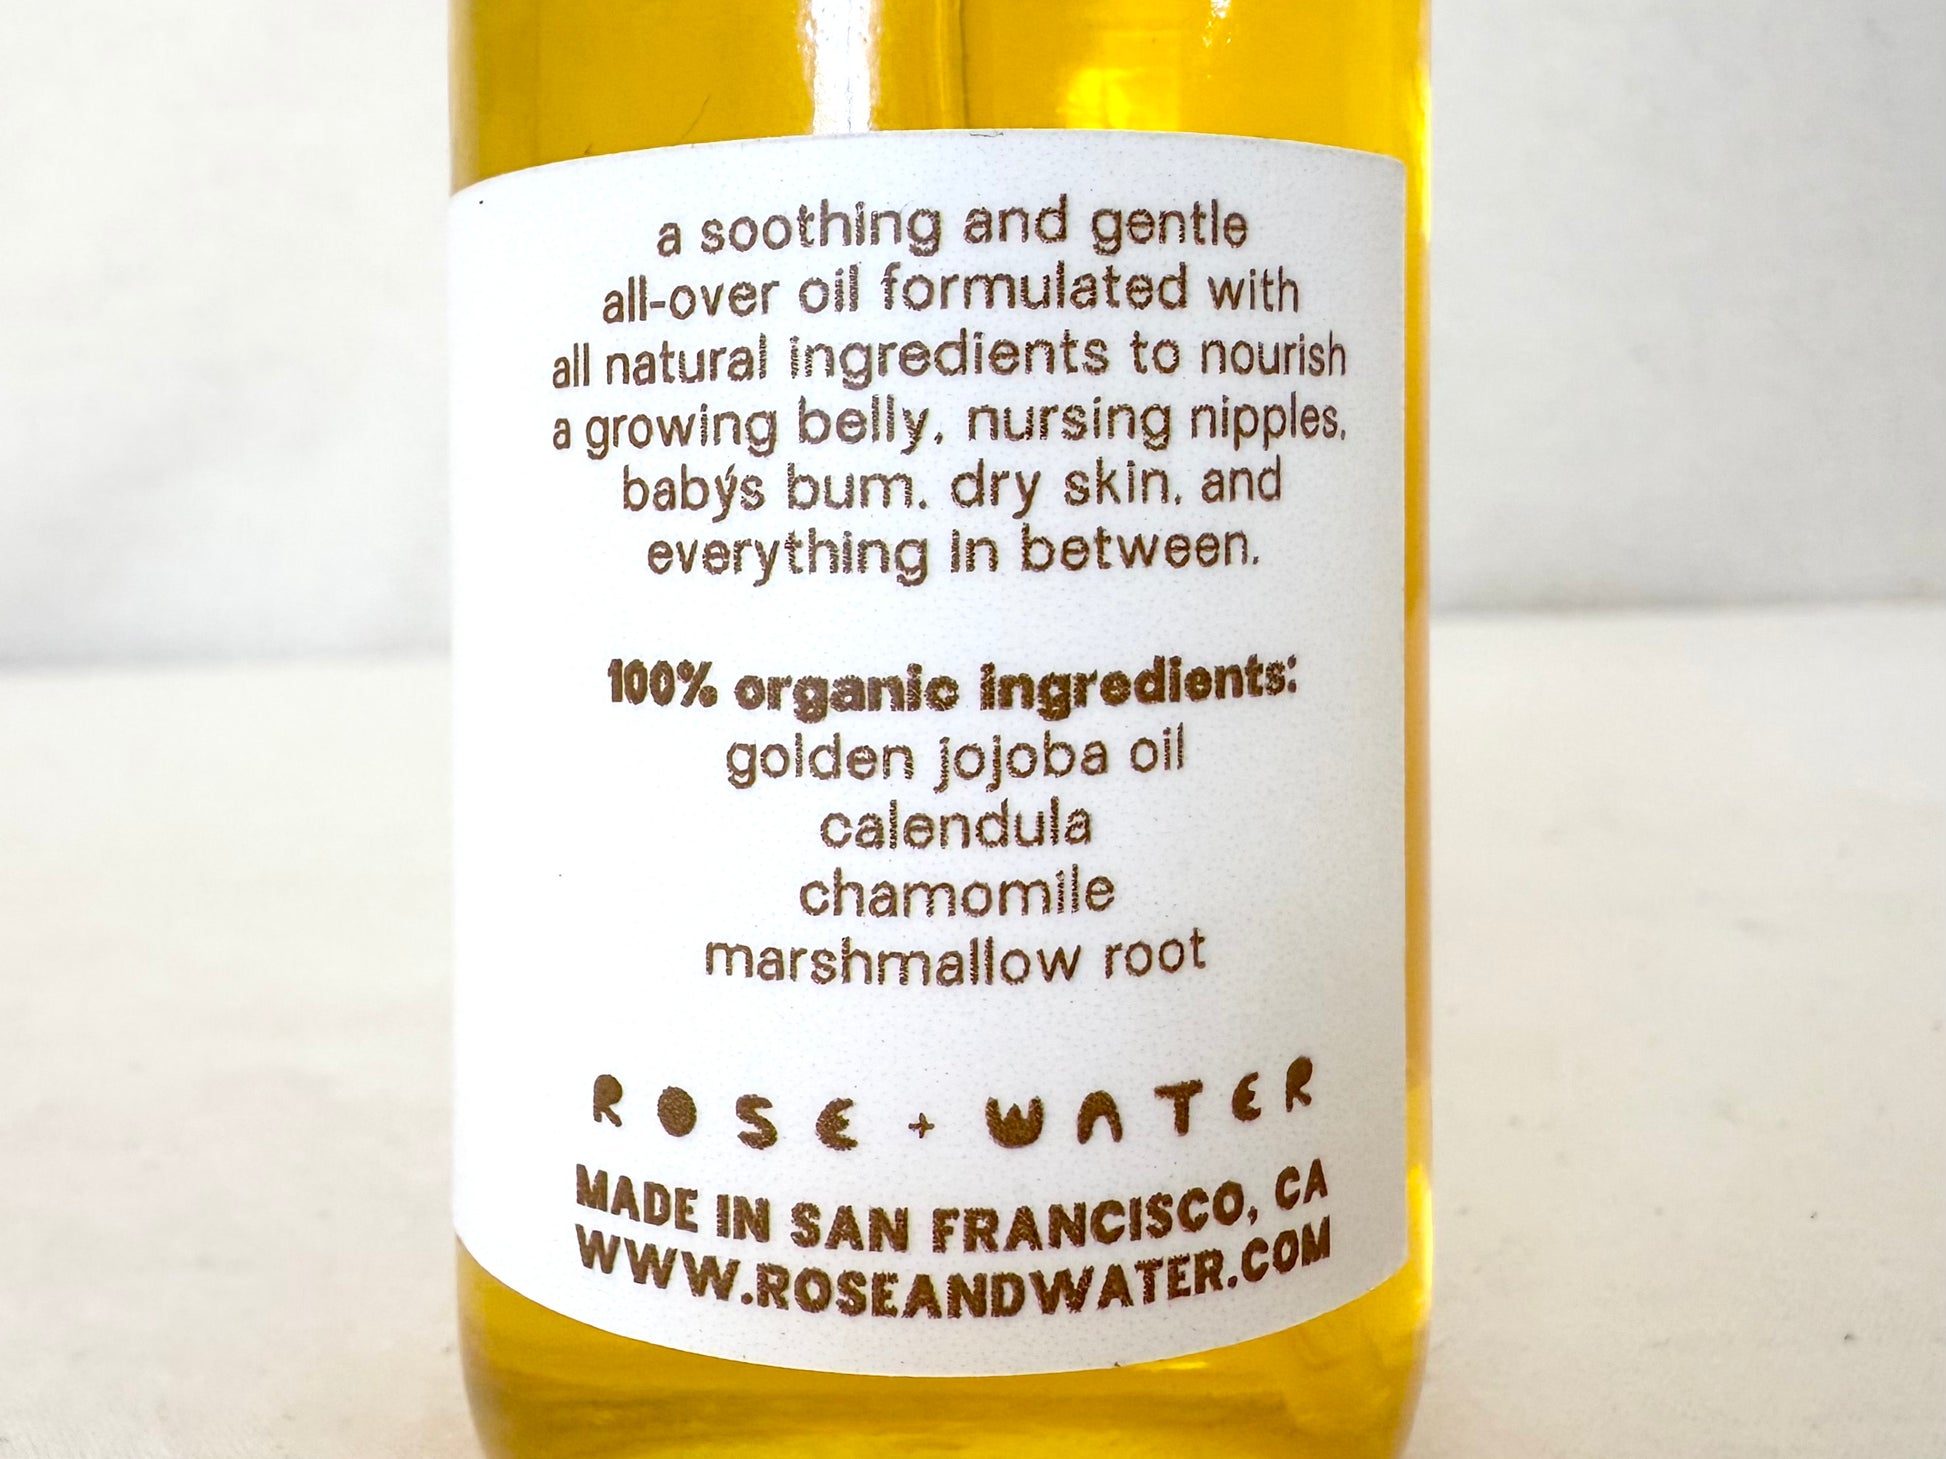 a soothing and gentle
all-over oil formulated with
all natural ingredients to nourish
a growing belly, nursing nipples,
baby's bum, dry skin, and
everything in between.
100% organic ingredients:
golden jojoba oil
calendula
chamomile
marshmallow root
ROSE + WATER
MADE IN SAN FRANCISCO, CA
WWW.ROSEANDWATER.COM